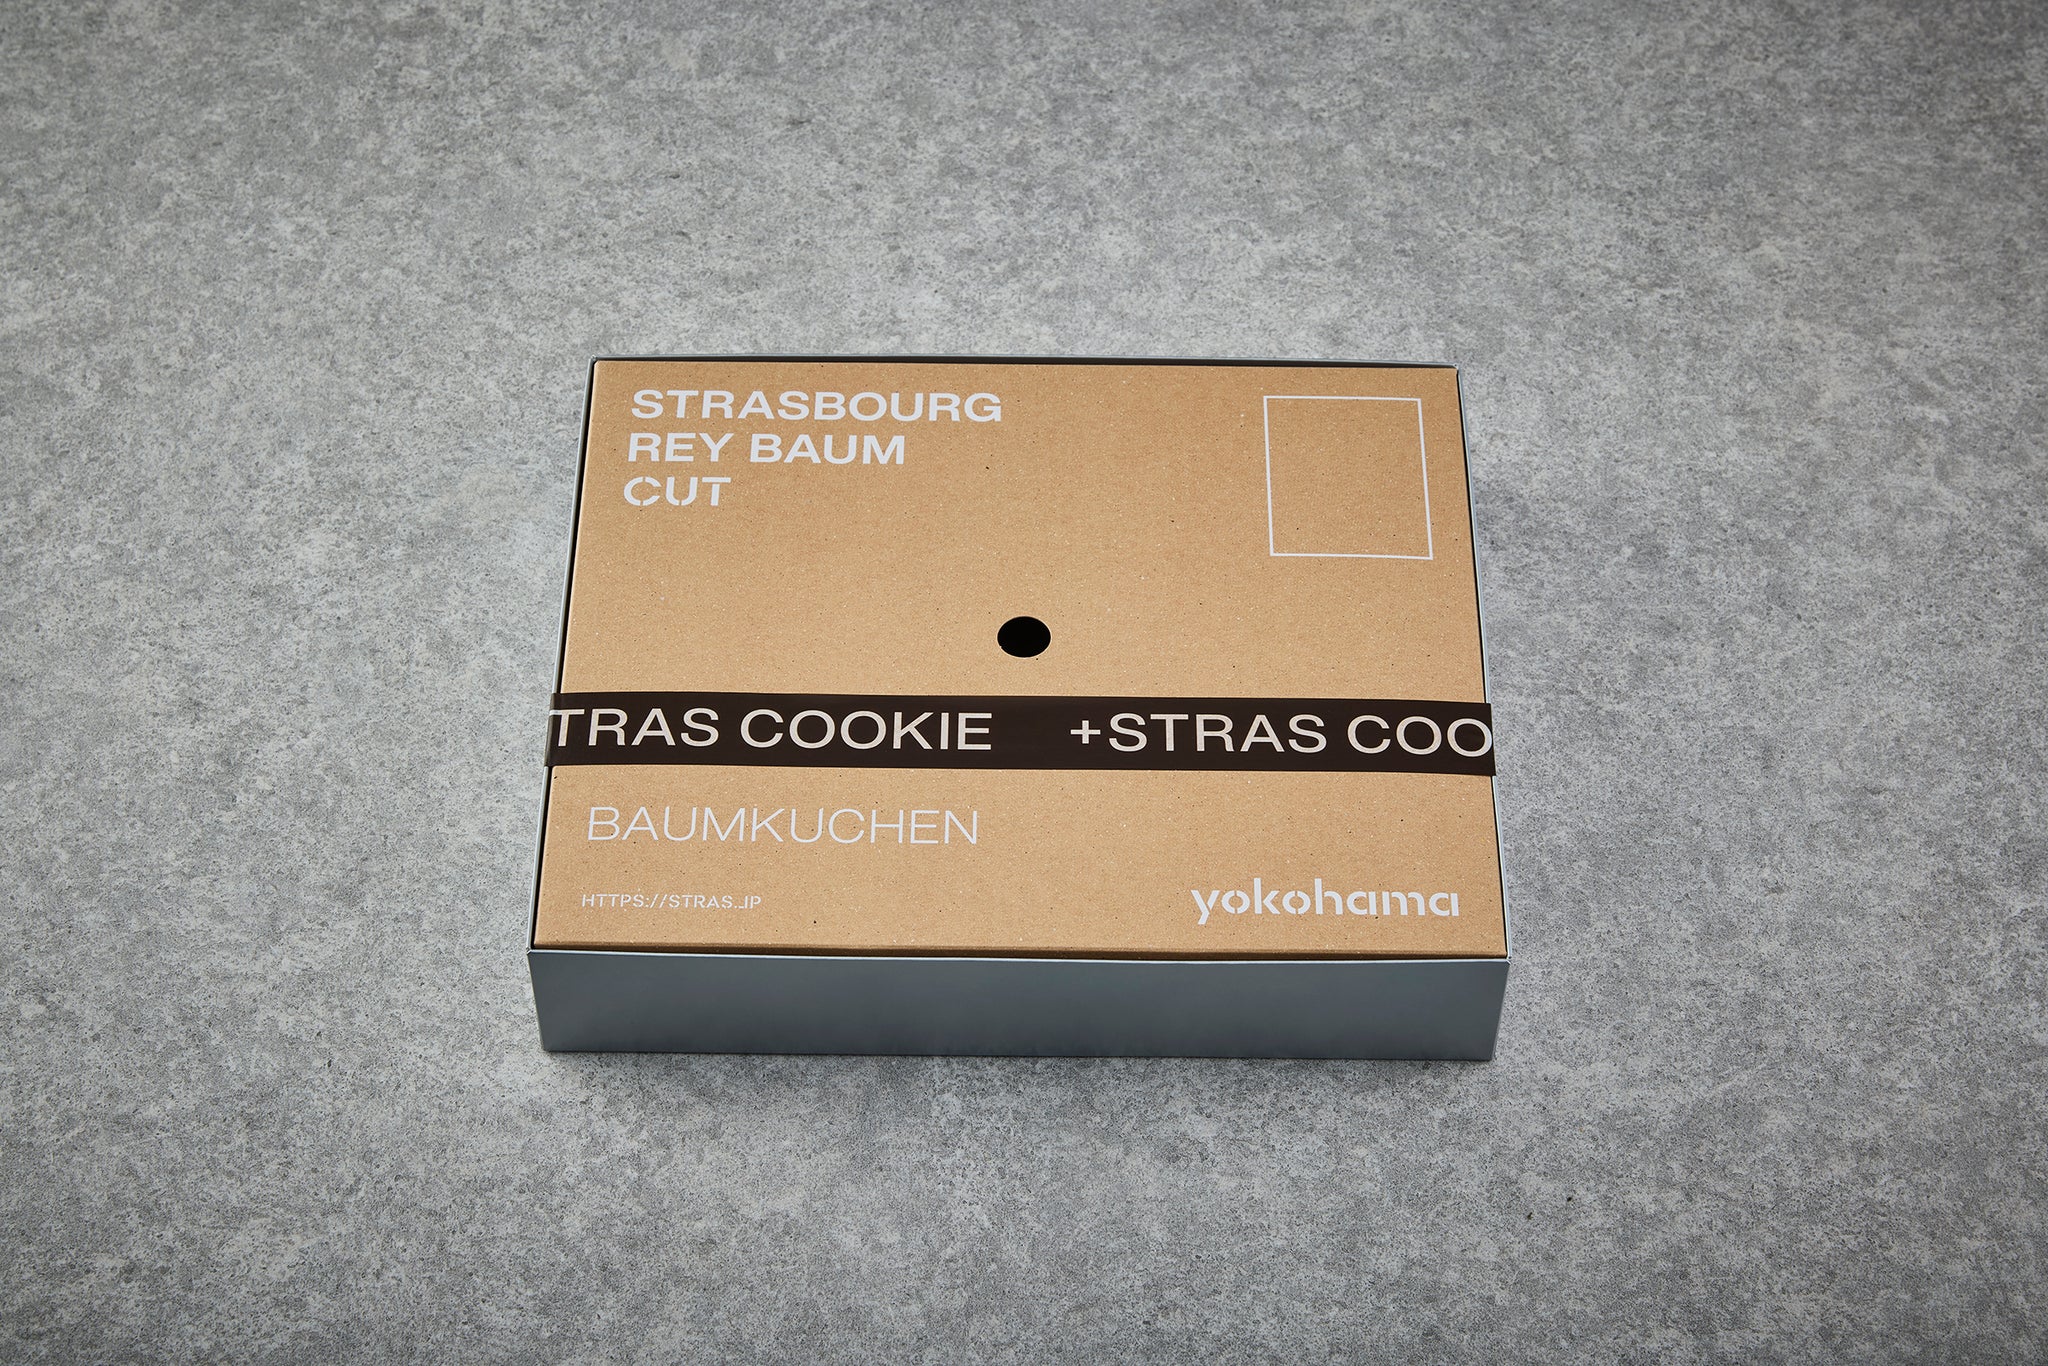 STRASBOURG
REY BAUM
CUT
TRAS COOKIE +STRAS COO
BAUMKUCHEN
HTTPS://STRAS.JP
yokohama